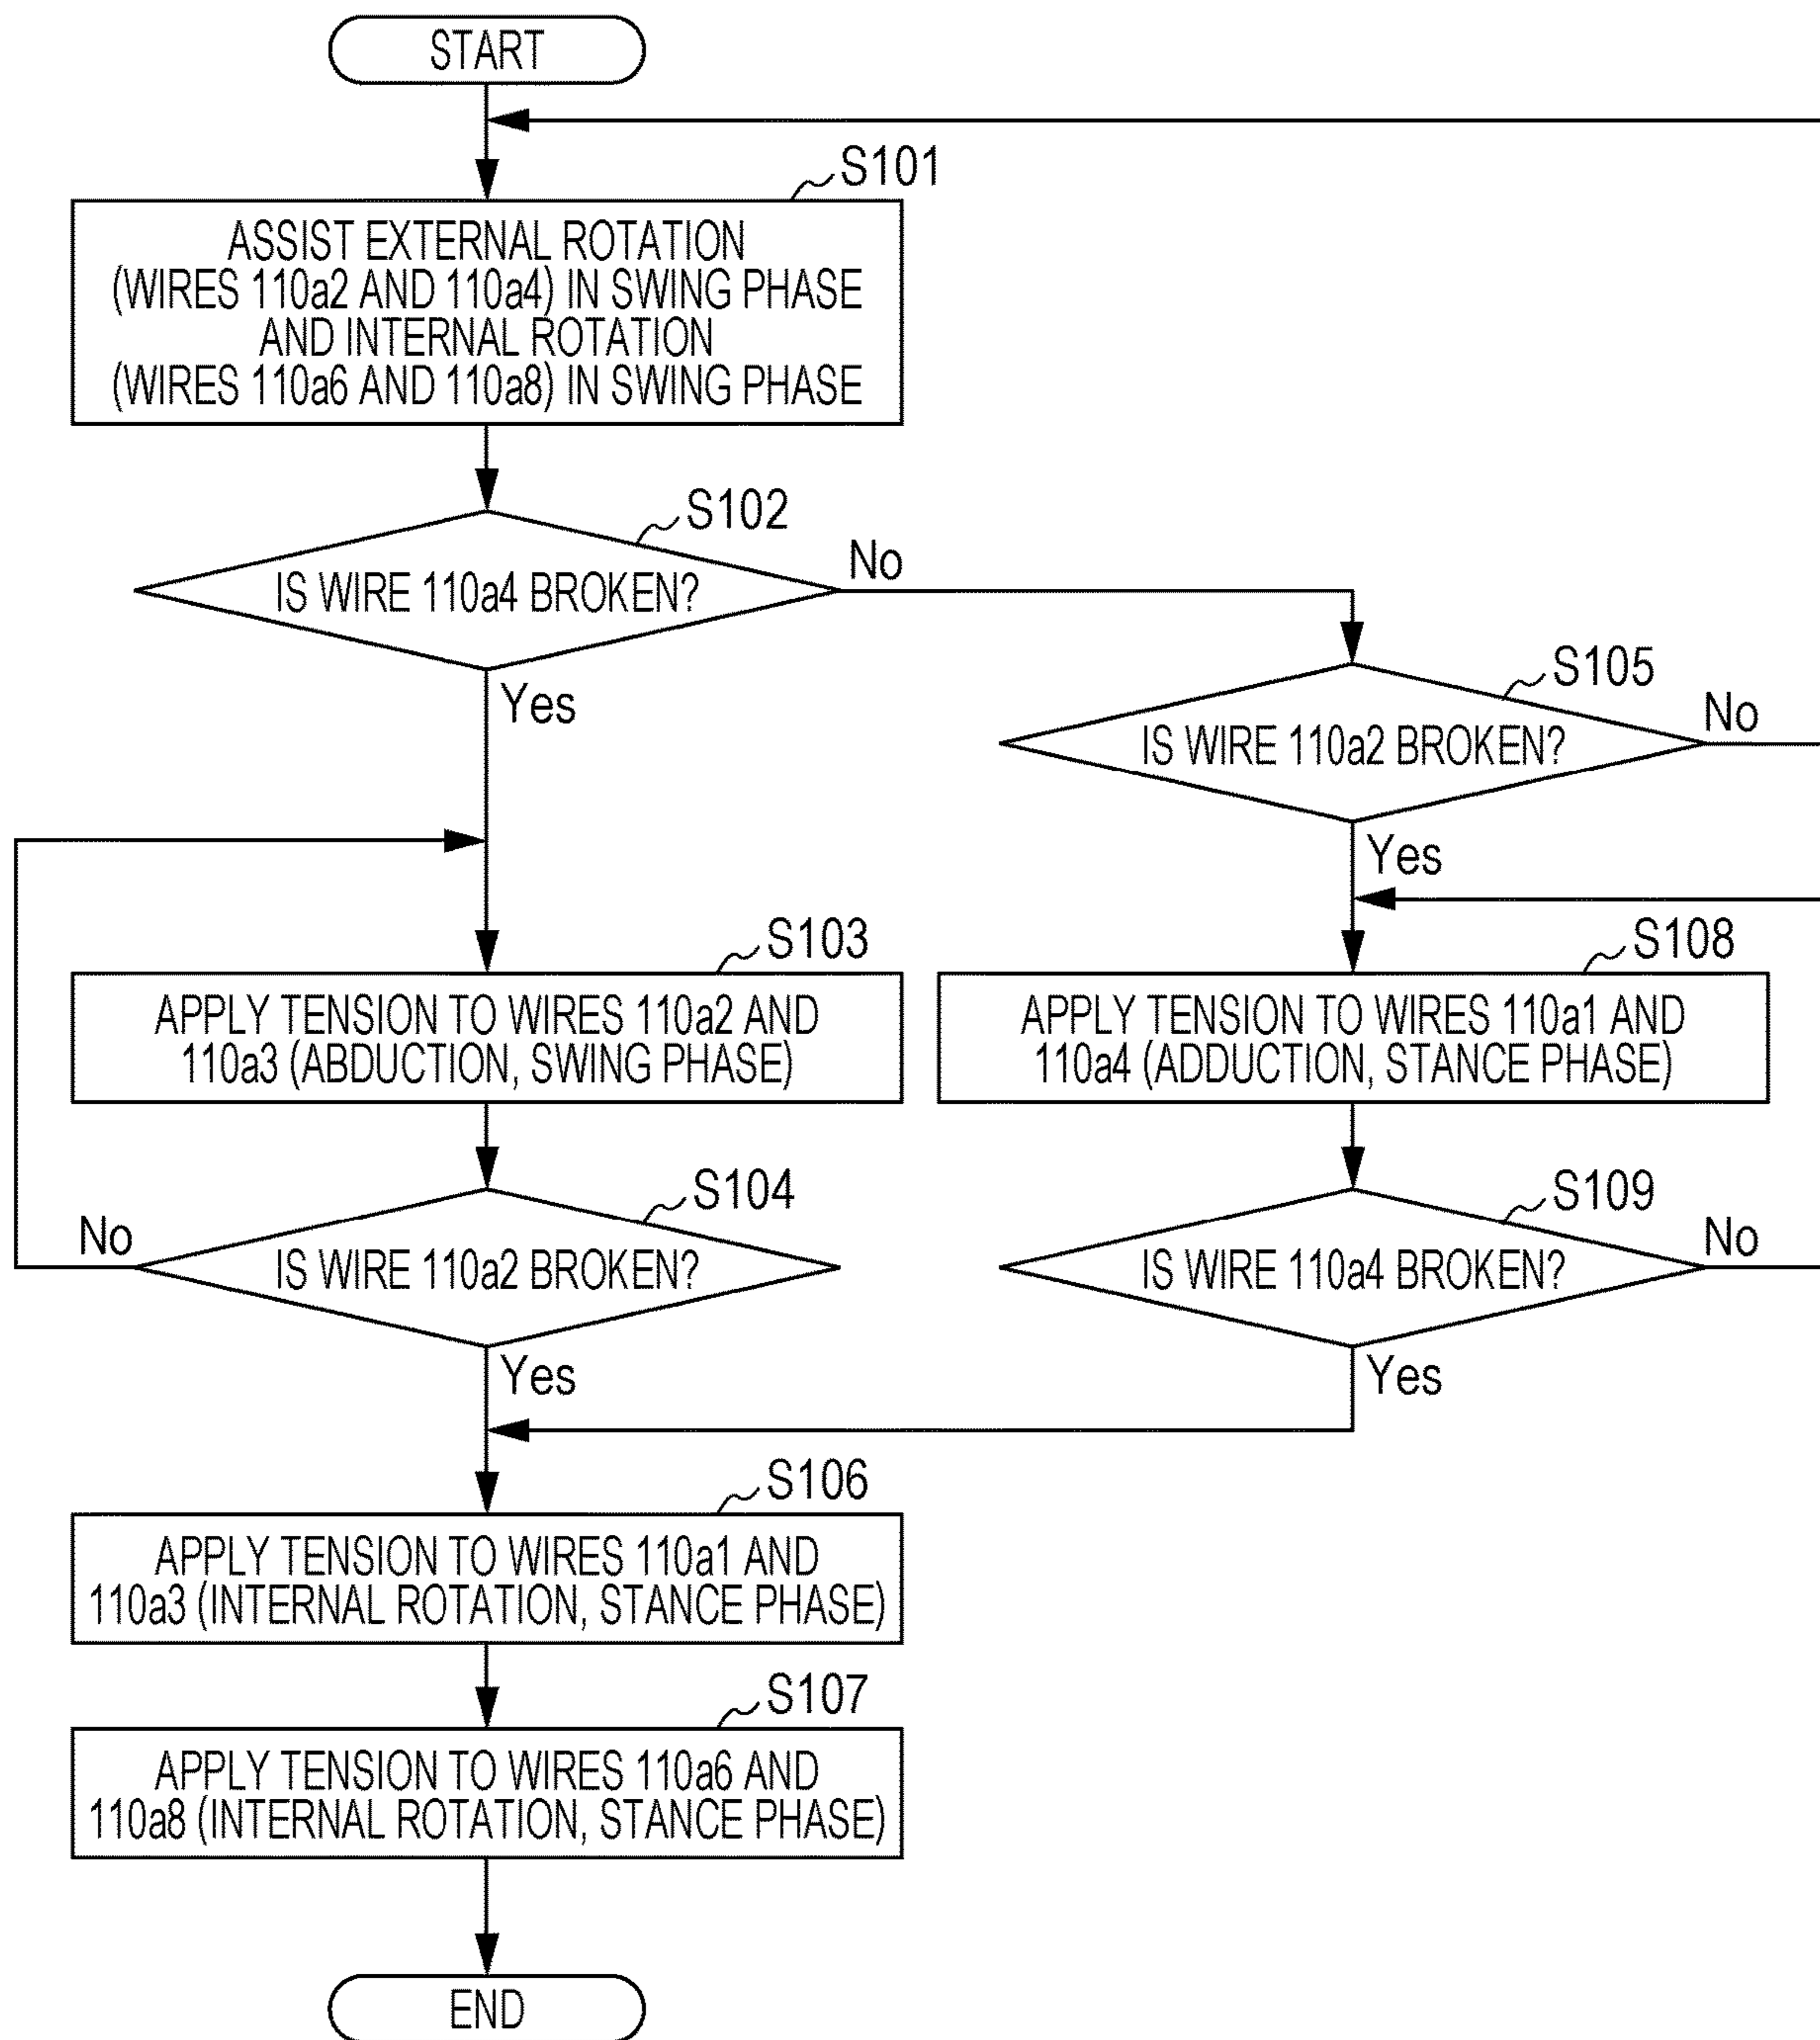 START
S101
ASSIST EXTERNAL ROTATION
(WIRES 110a2 AND 110a4) IN SWING PHASE
AND INTERNAL ROTATION
(WIRES 110a6 AND 110a8) IN SWING PHASE
S102
IS WIRE 110a4 BROKEN?
No
Yes
S105
IS WIRE 110a2 BROKEN?
No
Yes
S103
APPLY TENSION TO WIRES 110a2 AND
110a3 (ABDUCTION, SWING PHASE)
S108
APPLY TENSION TO WIRES 110a1 AND
110a4 (ADDUCTION, STANCE PHASE)
S104
IS WIRE 110a2 BROKEN?
No
Yes
S109
IS WIRE 110a4 BROKEN?
No
Yes
S106
APPLY TENSION TO WIRES 110a1 AND
110a3 (INTERNAL ROTATION, STANCE PHASE)
S107
APPLY TENSION TO WIRES 110a6 AND
110a8 (INTERNAL ROTATION, STANCE PHASE)
END